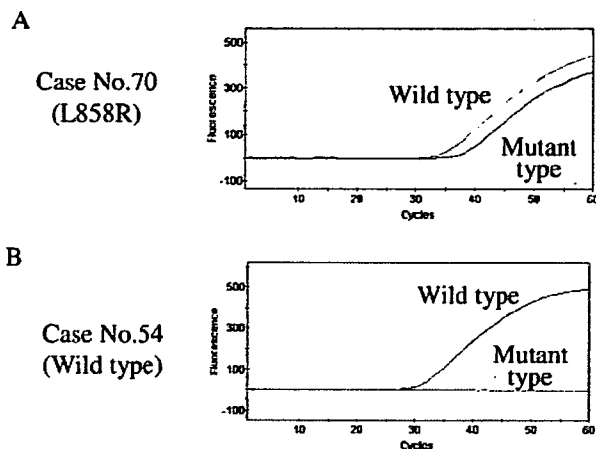 A
Case No.70
(L858R)
Fluorescence
500
300
100
-100
Wild type
Mutant
type
10
20
30
40
50
60
Cycles
B
Case No.54
(Wild type)
Fluorescence
500
300
100
-100
Wild type
Mutant
type
10
20
30
40
50
60
Cycles